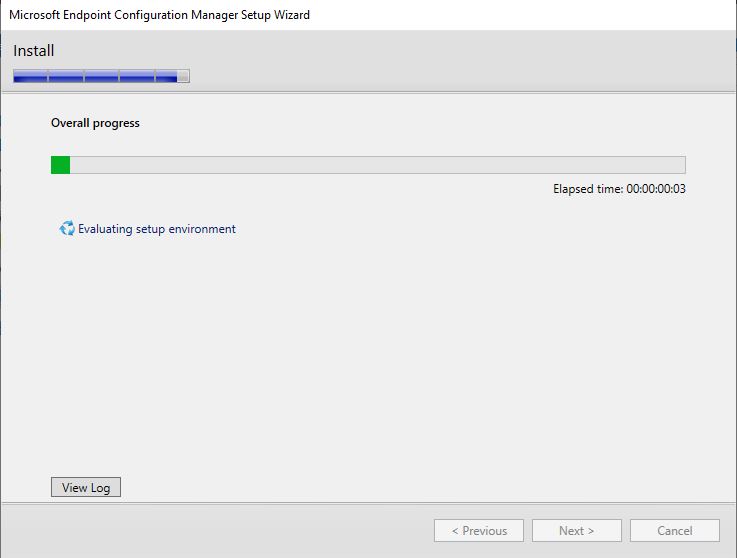 Microsoft Endpoint Configuration Manager Setup Wizard
Install
Overall progress
Elapsed time: 00:00:00:03
Evaluating setup environment
View Log
< Previous
Next >
Cancel